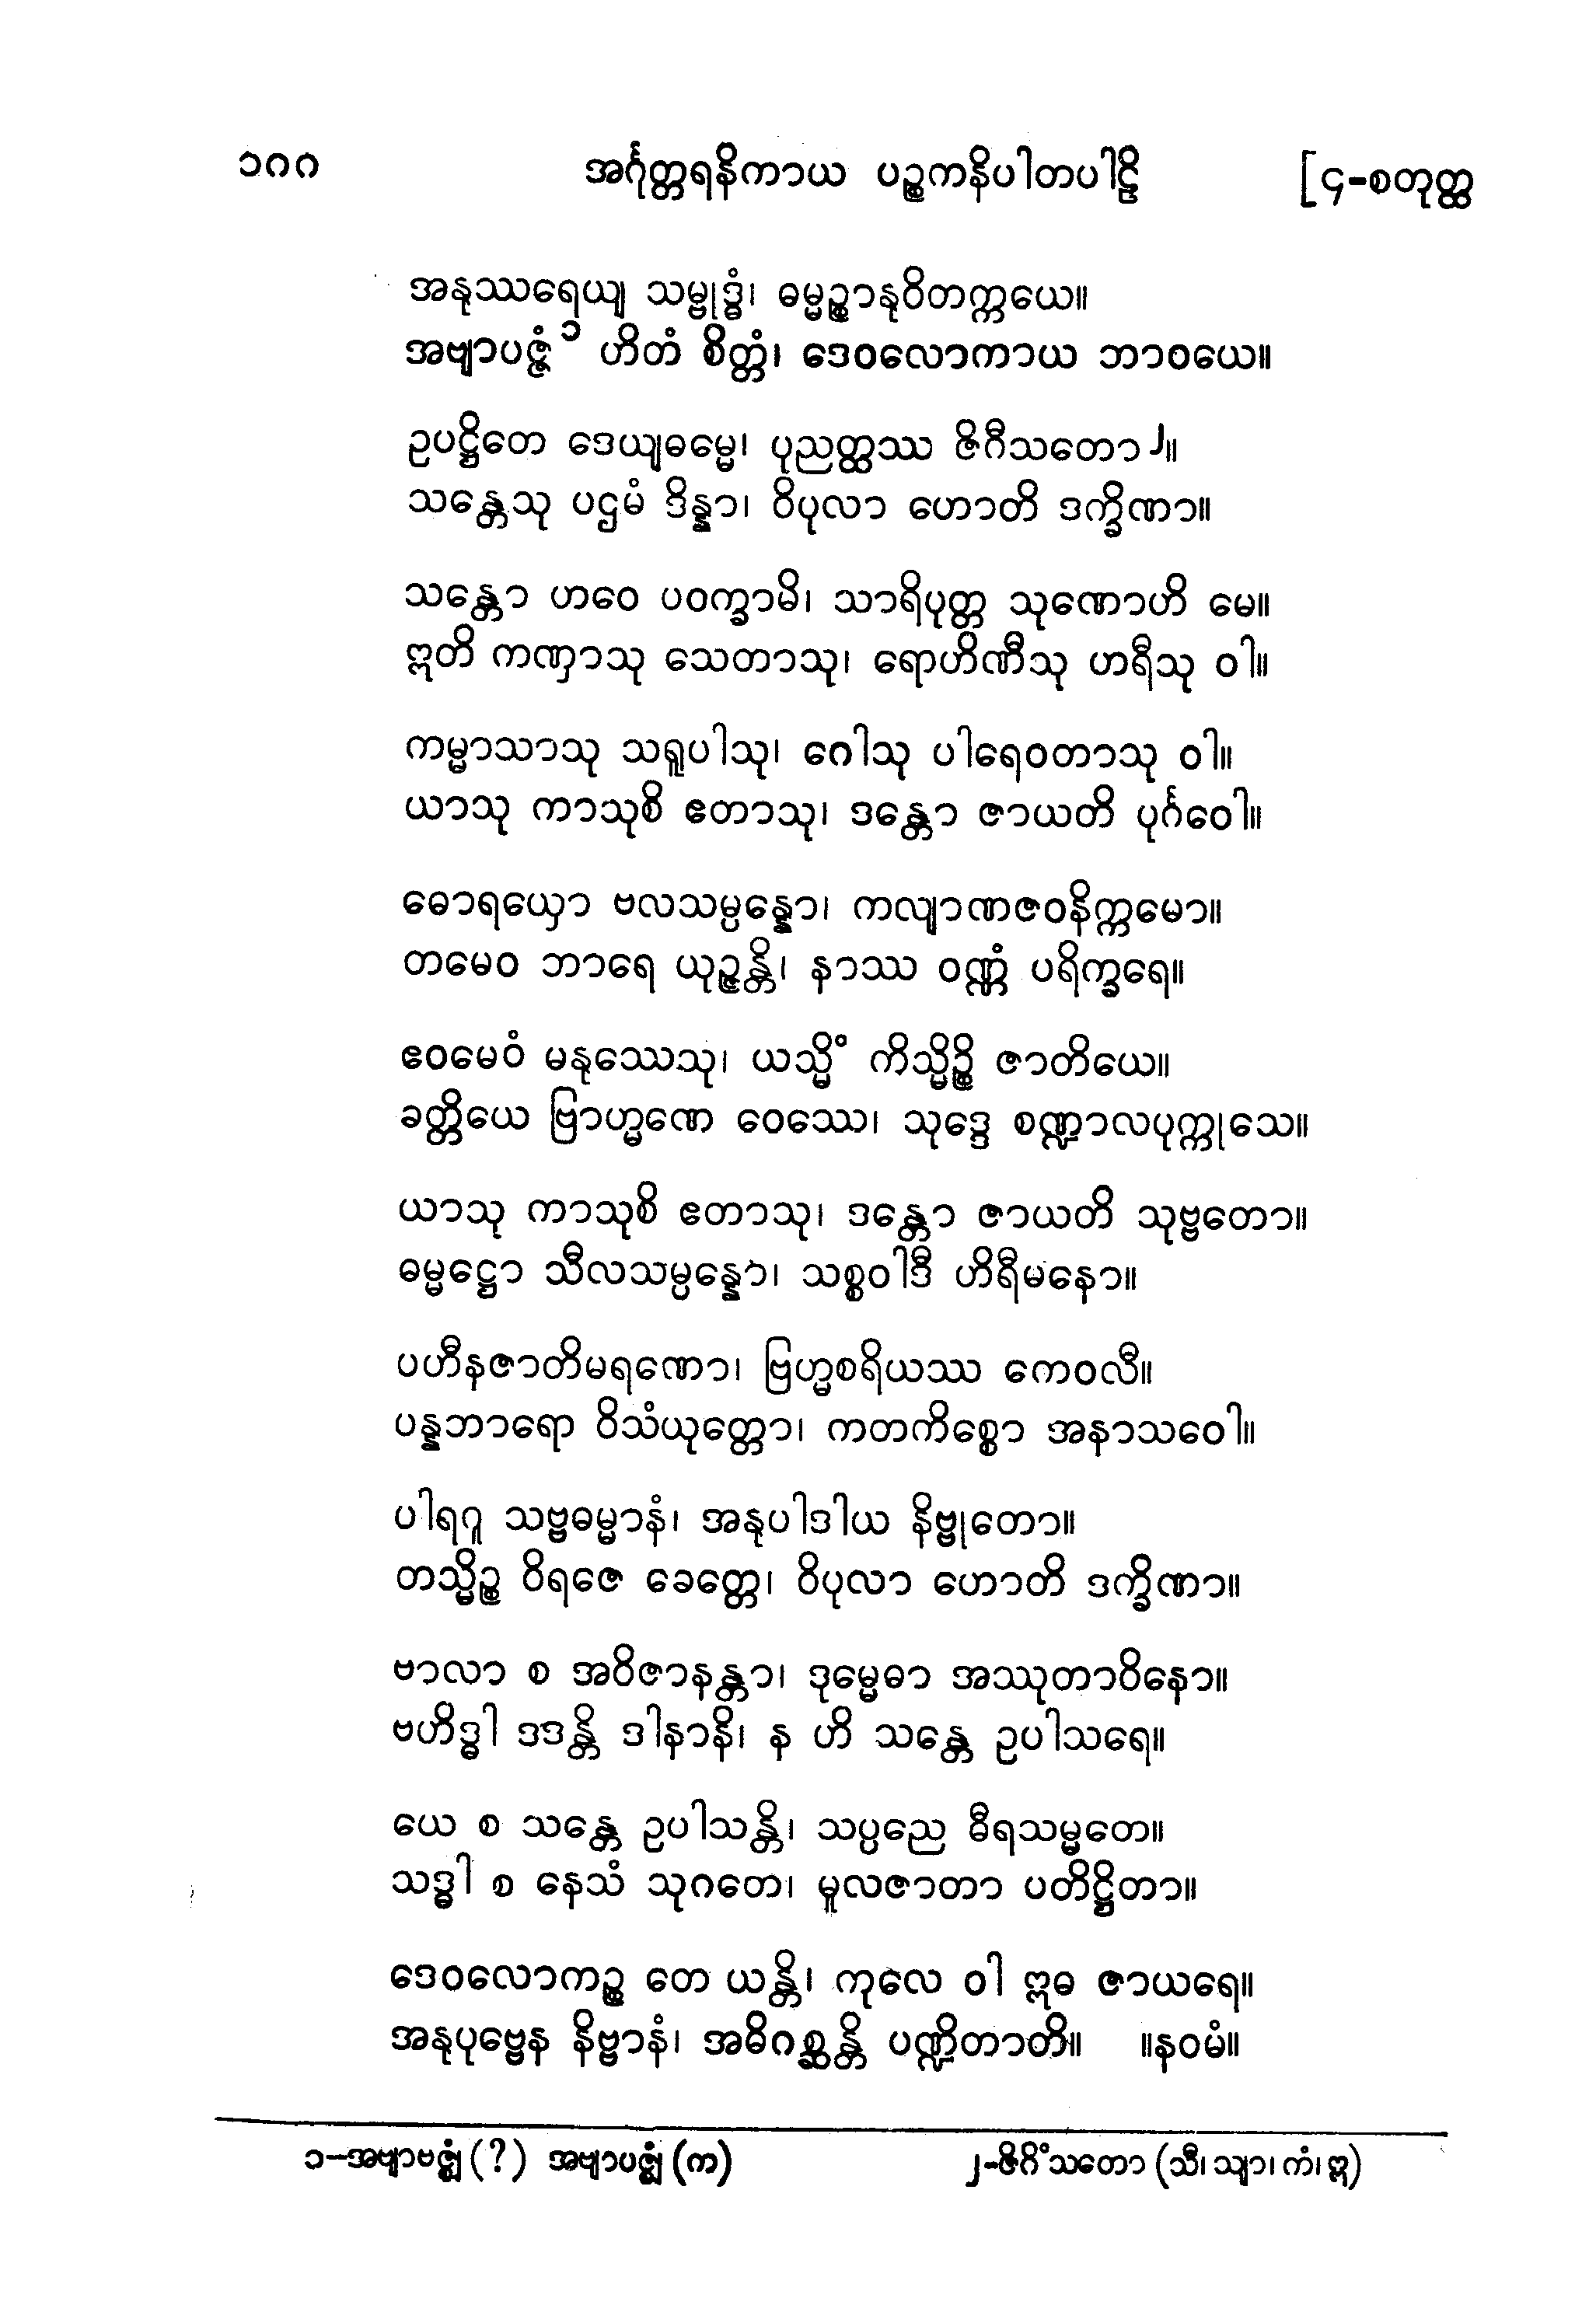 ၁၈၈ အင်္ဂုတ္တရနိကာယ ပဉ္စကနိပါတပါဠိ [၄-စတုတ္ထ
အနုဿရေယျ သမ္ဗုဒ္ဓံ၊ ဓမ္မဉ္စာနုဝိတက္ကယေ။
အဗျာပဇ္ဇံ ၁ ဟိတံ စိတ္တံ၊ ဒေဝလောကာယ ဘာဝယေ။
ဥပဋ္ဌိတေ ဒေယျဓမ္မေ၊ ပုညတ္ထဿ ဇိဂီသတော၂။
သန္တေသု ပဌမံ ဒိန္နာ၊ ဝိပုလာ ဟောတိ ဒက္ခိဏာ။
သန္တော ဟဝေ ပဝက္ခာမိ၊ သာရိပုတ္တ သုဏောဟိ မေ။
ဣတိ ကဏှာသု သေတာသု၊ ရောဟိဏီသု ဟရီသု ဝါ။
ကမ္မာသာသု သရူပါသု၊ ဂေါသု ပါရေဝတာသု ဝါ။
ယာသု ကာသုစိ ဧတာသု၊ ဒန္တော ဇာယတိ ပုင်္ဂဝေါ။
ဓောရယှော ဗလသမ္ပန္နော၊ ကလျာဏဇဝနိက္ကမော။
တမေဝ ဘာရေ ယုဉ္ဇန္တိ၊ နာဿ ဝဏ္ဏံ ပရိက္ခရေ။
ဧဝမေဝံ မနုဿေသု၊ ယသ္မိံ ကိသ္မိဉ္စိ ဇာတိယေ။
ခတ္တိယေ ဗြာဟ္မဏေ ဝေဿေ၊ သုဒ္ဒေ စဏ္ဍာလပုက္ကုသေ။
ယာသု ကာသုစိ ဧတာသု၊ ဒန္တော ဇာယတိ သုဗ္ဗတော။
ဓမ္မဋ္ဌော သီလသမ္ပန္နော၊ သစ္စဝါဒီ ဟိရီမနော။
ပဟီနဇာတိမရဏော၊ ဗြဟ္မစရိယဿ ကေဝလီ။
ပန္နဘာရော ဝိသံယုတ္တော၊ ကတကိစ္စော အနာသဝေါ။
ပါရဂူ သဗ္ဗဓမ္မာနံ၊ အနုပါဒါယ နိဗ္ဗုတော။
တသ္မိဉ္စ ဝိရဇေ ခေတ္တေ၊ ဝိပုလာ ဟောတိ ဒက္ခိဏာ။
ဗာလာ စ အဝိဇာနန္တာ၊ ဒုမ္မေဓာ အဿုတာဝိနော။
ဗဟိဒ္ဓါ ဒဒန္တိ ဒါနာနိ၊ န ဟိ သန္တေ ဥပါသရေ။
ယေ စ သန္တေ ဥပါသန္တိ၊ သပ္ပညေ ဓီရသမ္မတေ။
သဒ္ဓါ စ နေသံ သုဂတေ၊ မူလဇာတာ ပတိဋ္ဌိတာ။
ဒေဝလောကဉ္စ တေ ယန္တိ၊ ကုလေ ဝါ ဣဓ ဇာယရေ။
အနုပုဗ္ဗေန နိဗ္ဗာနံ၊ အဓိဂစ္ဆန္တိ ပဏ္ဍိတာတိ။ ။နဝမံ။
၁-အဗျာဗဇ္ဈံ (?) အဗျာပဇ္ဈံ (က) ၂-ဇိဂိံသတော (သီ၊ သျာ၊ ကံ၊ ဣ)